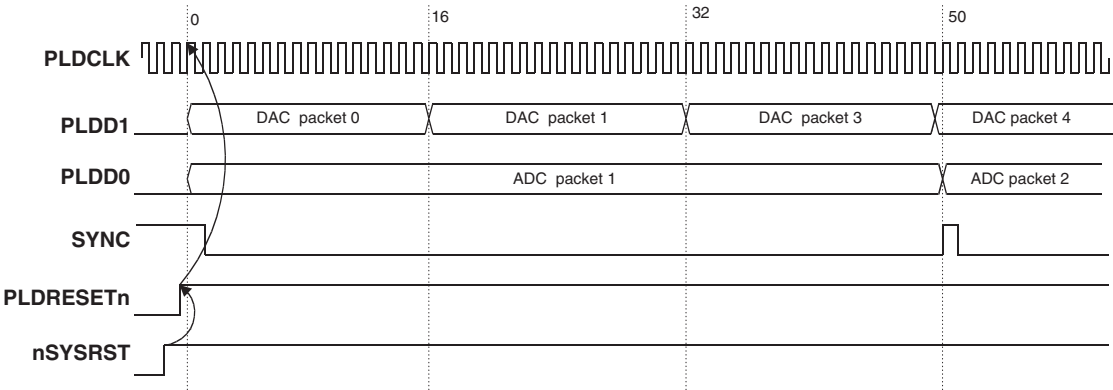 0 16 32 50
PLDCLK
PLDD1 DAC packet 0 DAC packet 1 DAC packet 3 DAC packet 4
PLDD0 ADC packet 1 ADC packet 2
SYNC
PLDRESETn
nSYSRST